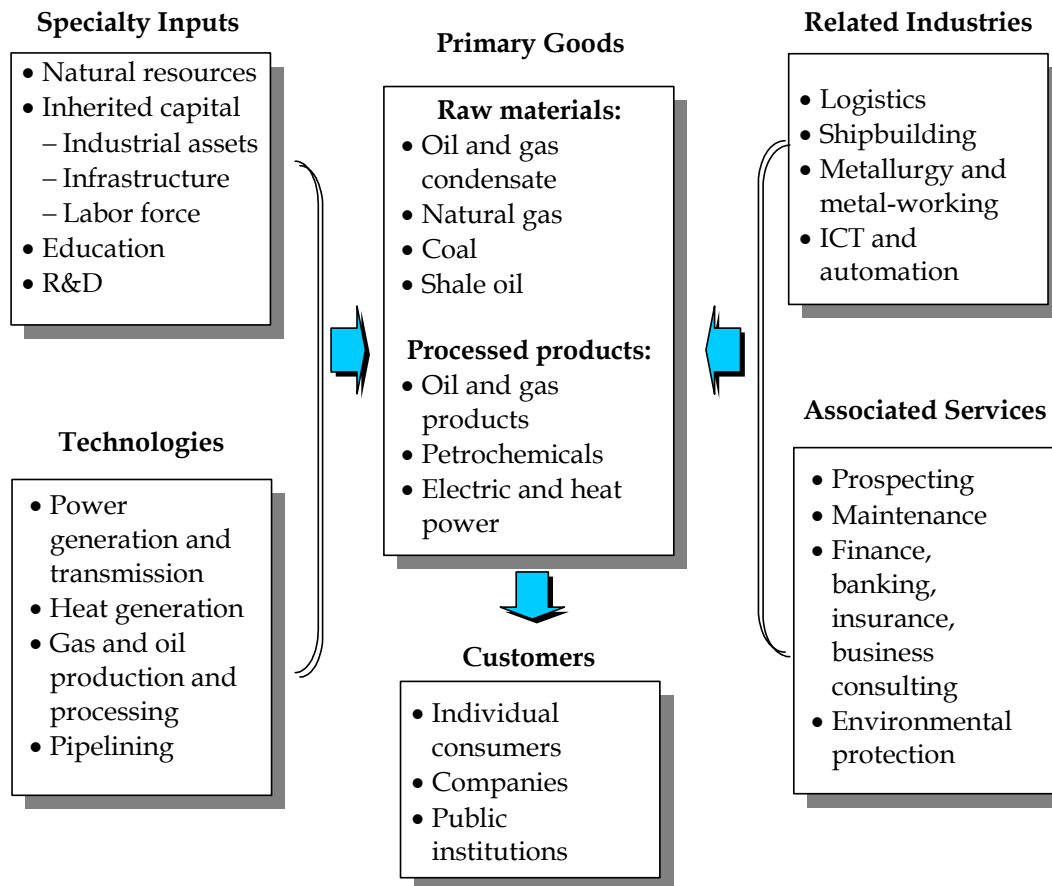 Specialty Inputs
• Natural resources
• Inherited capital
– Industrial assets
– Infrastructure
– Labor force
• Education
• R&D
Technologies
• Power
generation and
transmission
• Heat generation
• Gas and oil
production and
processing
• Pipelining
Primary Goods
Raw materials:
• Oil and gas
condensate
• Natural gas
• Coal
• Shale oil
Processed products:
• Oil and gas
products
• Petrochemicals
• Electric and heat
power
Customers
• Individual
consumers
• Companies
• Public
institutions
Related Industries
• Logistics
• Shipbuilding
• Metallurgy and
metal-working
• ICT and
automation
Associated Services
• Prospecting
• Maintenance
• Finance,
banking,
insurance,
business
consulting
• Environmental
protection